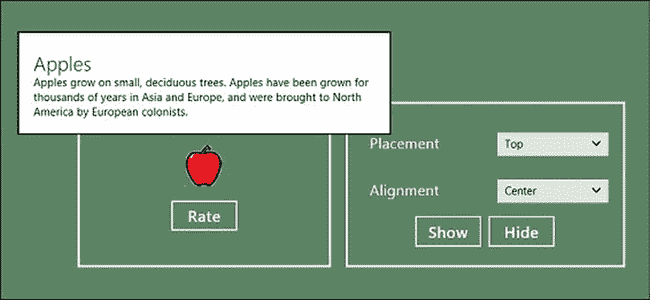 Apples
Apples grow on small, deciduous trees. Apples have been grown for
thousands of years in Asia and Europe, and were brought to North
America by European colonists.
Rate
Placement
Top
Alignment
Center
Show
Hide